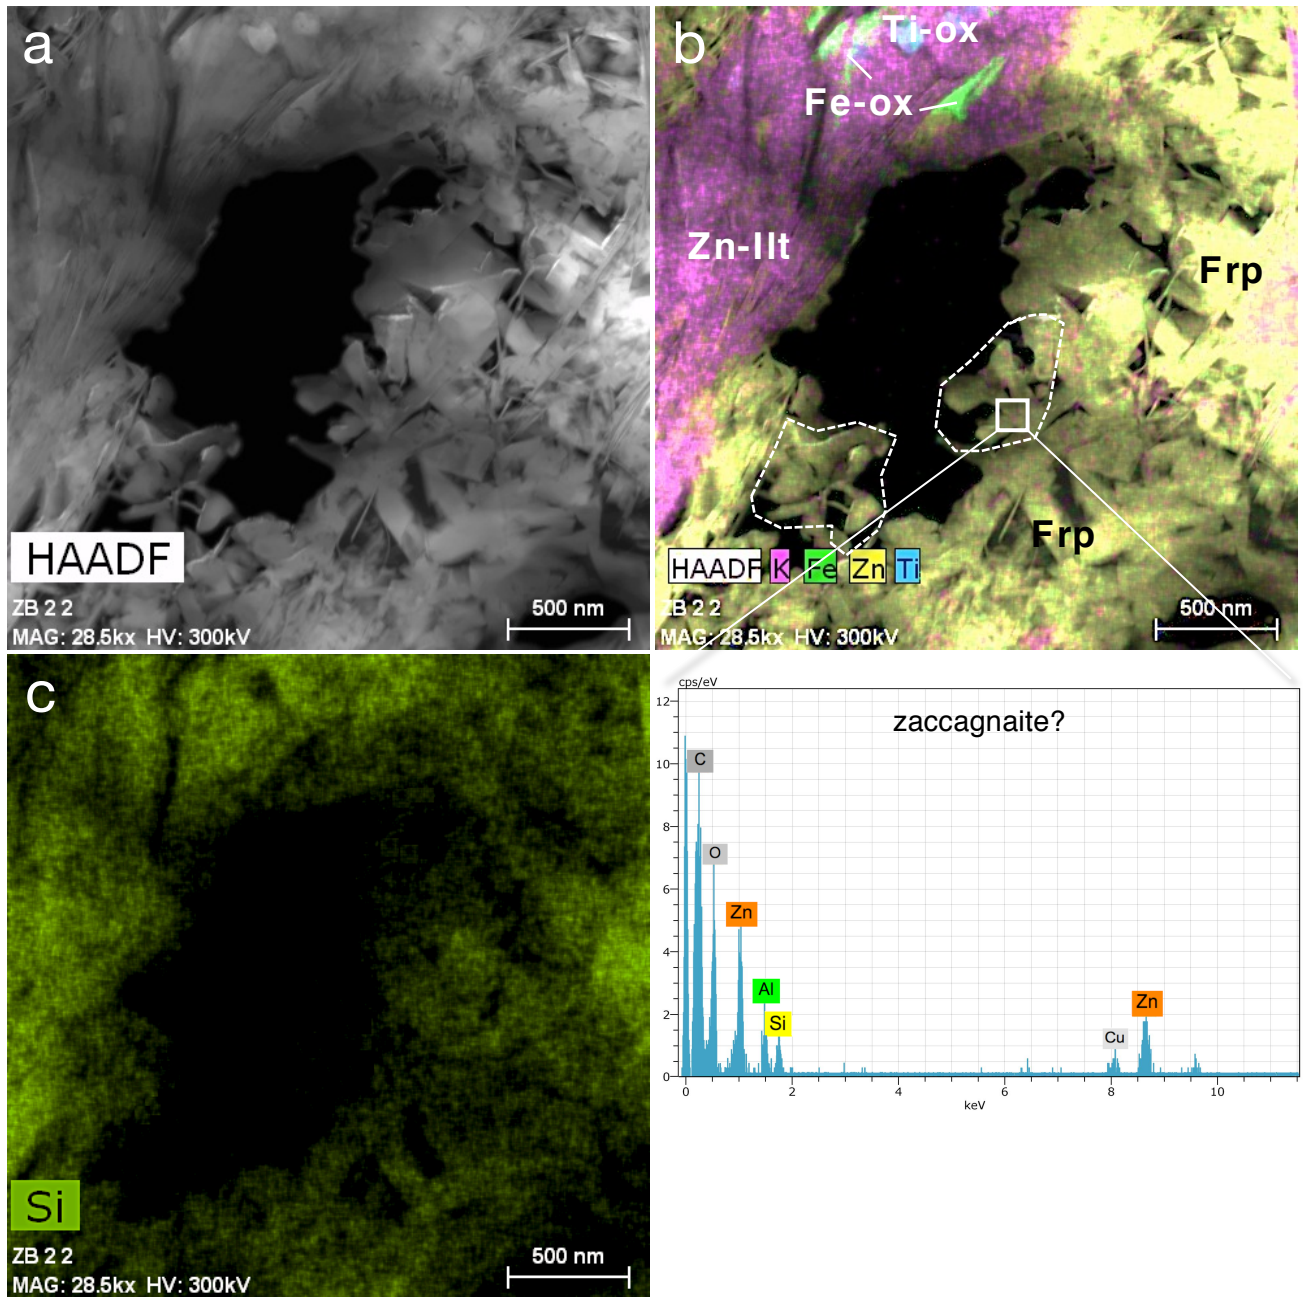 a
HAADF
ZB 2 2
MAG: 28.5kx HV: 300kV
500 nm
b
Ti-ox
Fe-ox
Zn-Ilt
Frp
Frp
HAADF K Fe Zn Ti
ZB 2 2
MAG: 28.5kx HV: 300kV
500 nm
c
Si
ZB 2 2
MAG: 28.5kx HV: 300kV
500 nm
cps/eV
zaccagnaite?
12
10
8
6
4
2
0
C
O
Zn
Al
Si
Cu
Zn
0 2 4 6 8 10
keV